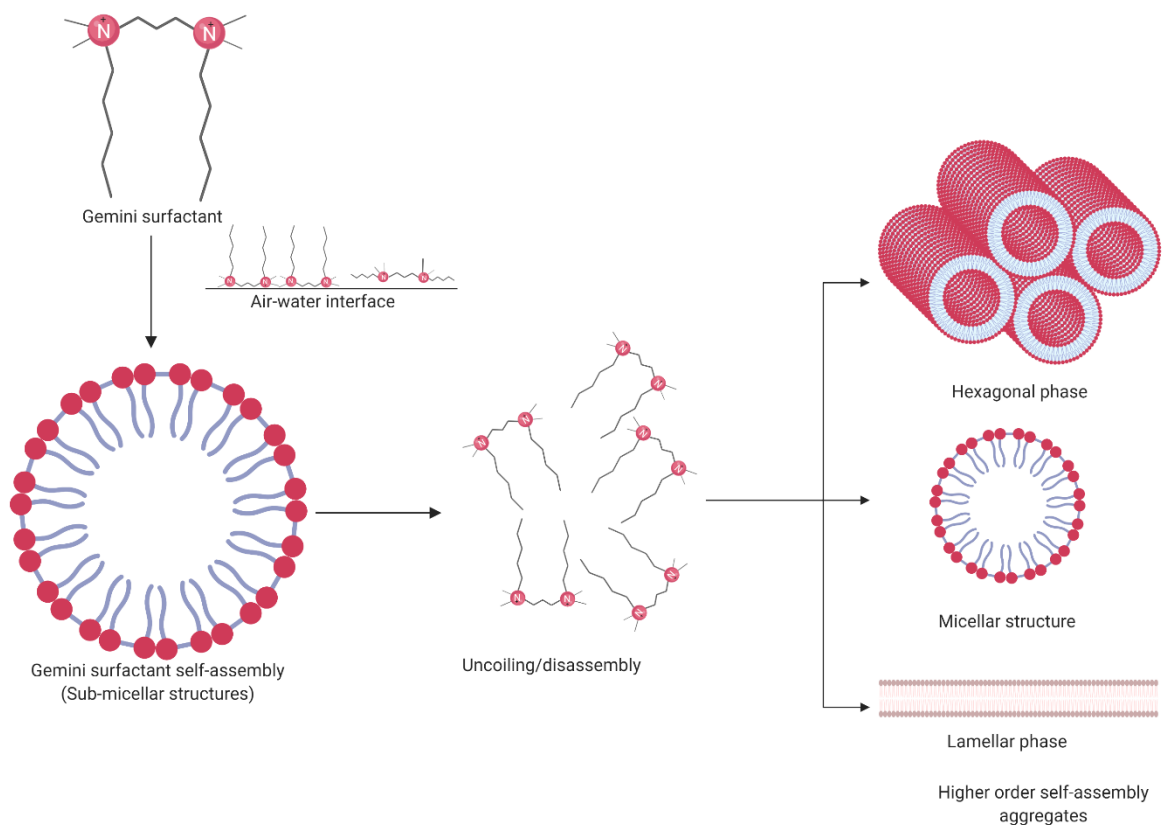 N
+
N
+
Gemini surfactant
N
N
N
N
N
N
Air-water interface
Gemini surfactant self-assembly
(Sub-micellar structures)
N
N
N
N
N
N
N
N
+
+
Uncoiling/disassembly
Hexagonal phase
Micellar structure
Lamellar phase
Higher order self-assembly
aggregates